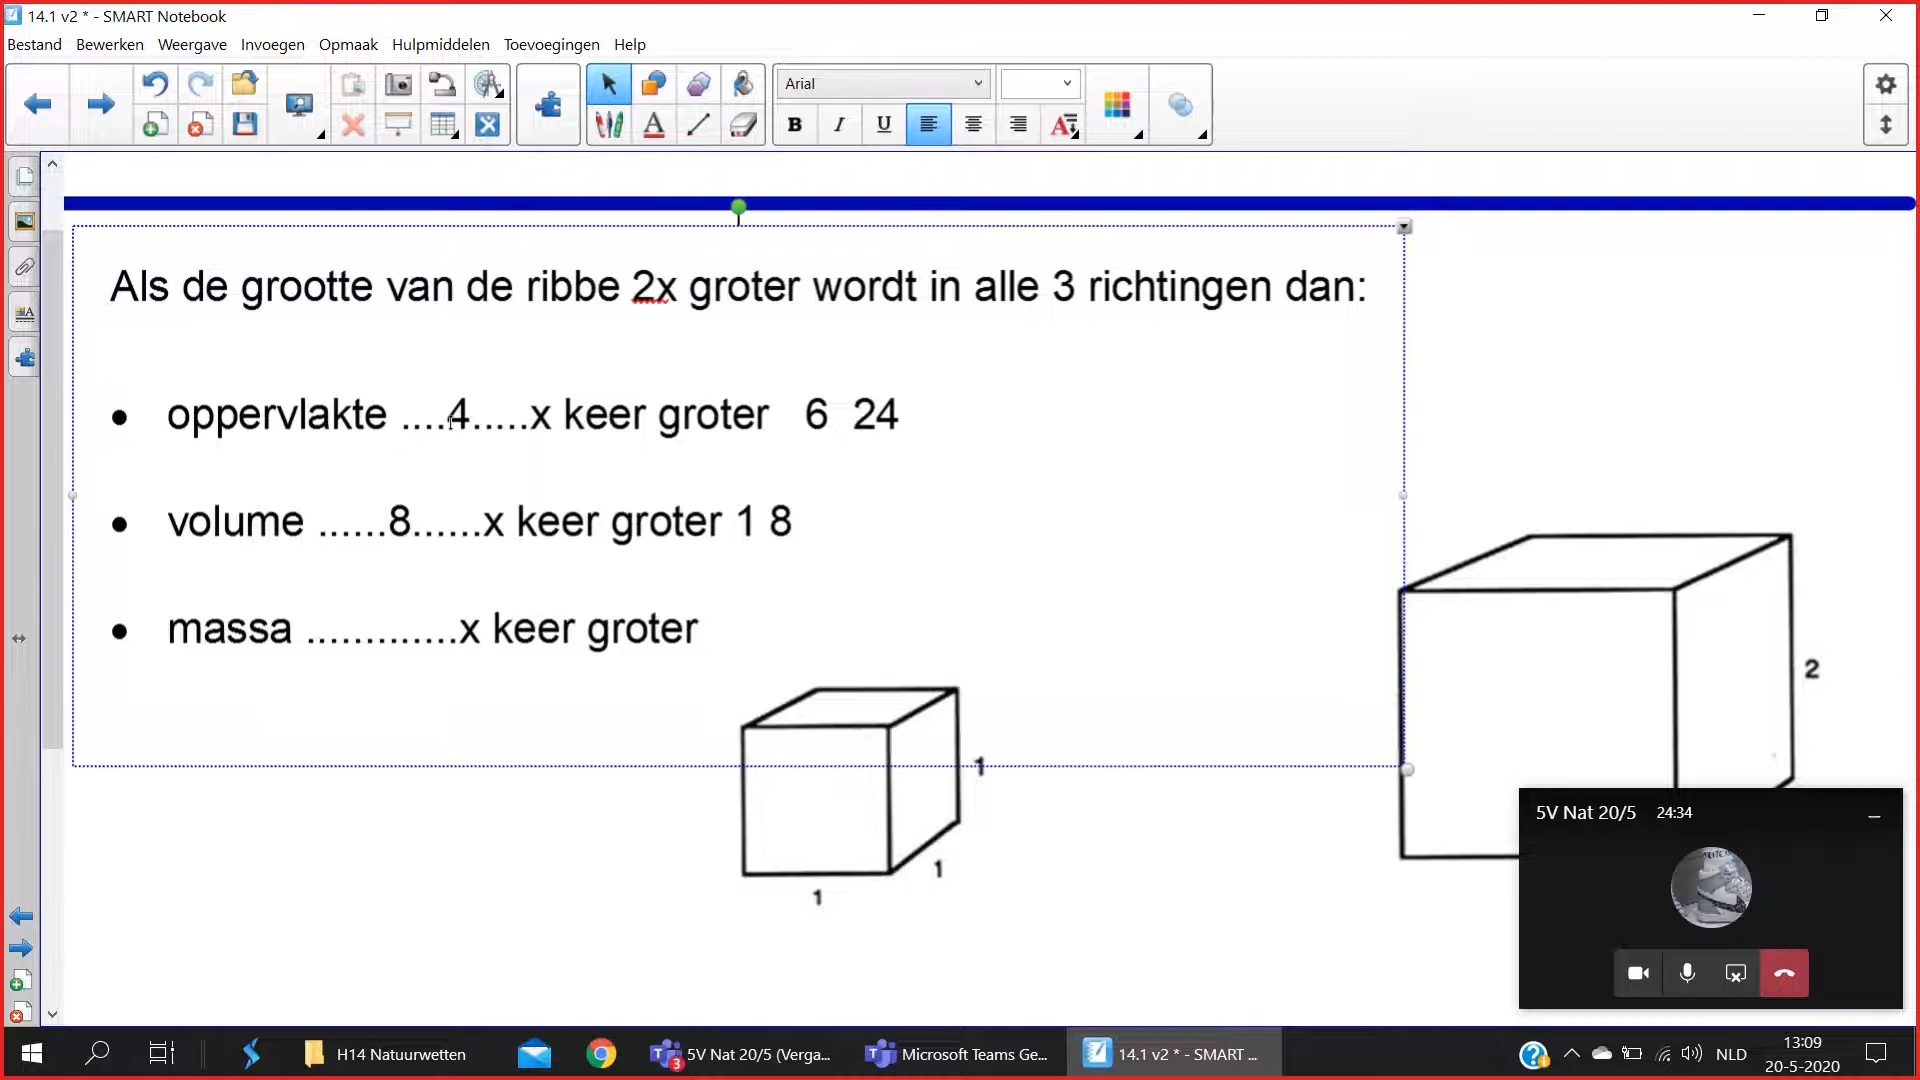 14.1 v2 * - SMART Notebook
Bestand Bewerken Weergave Invoegen Opmaak Hulpmiddelen Toevoegingen Help
Arial
B I U
Als de grootte van de ribbe 2x groter wordt in alle 3 richtingen dan:
• oppervlakte ....4.....x keer groter 6 24
• volume ......8......x keer groter 1 8
• massa .............x keer groter
2
1
1
1
5V Nat 20/5 24:34
H14 Natuurwetten
3
5V Nat 20/5 (Verga...
Microsoft Teams Ge...
14.1 v2 * - SMART ...
NLD
13:09
20-5-2020